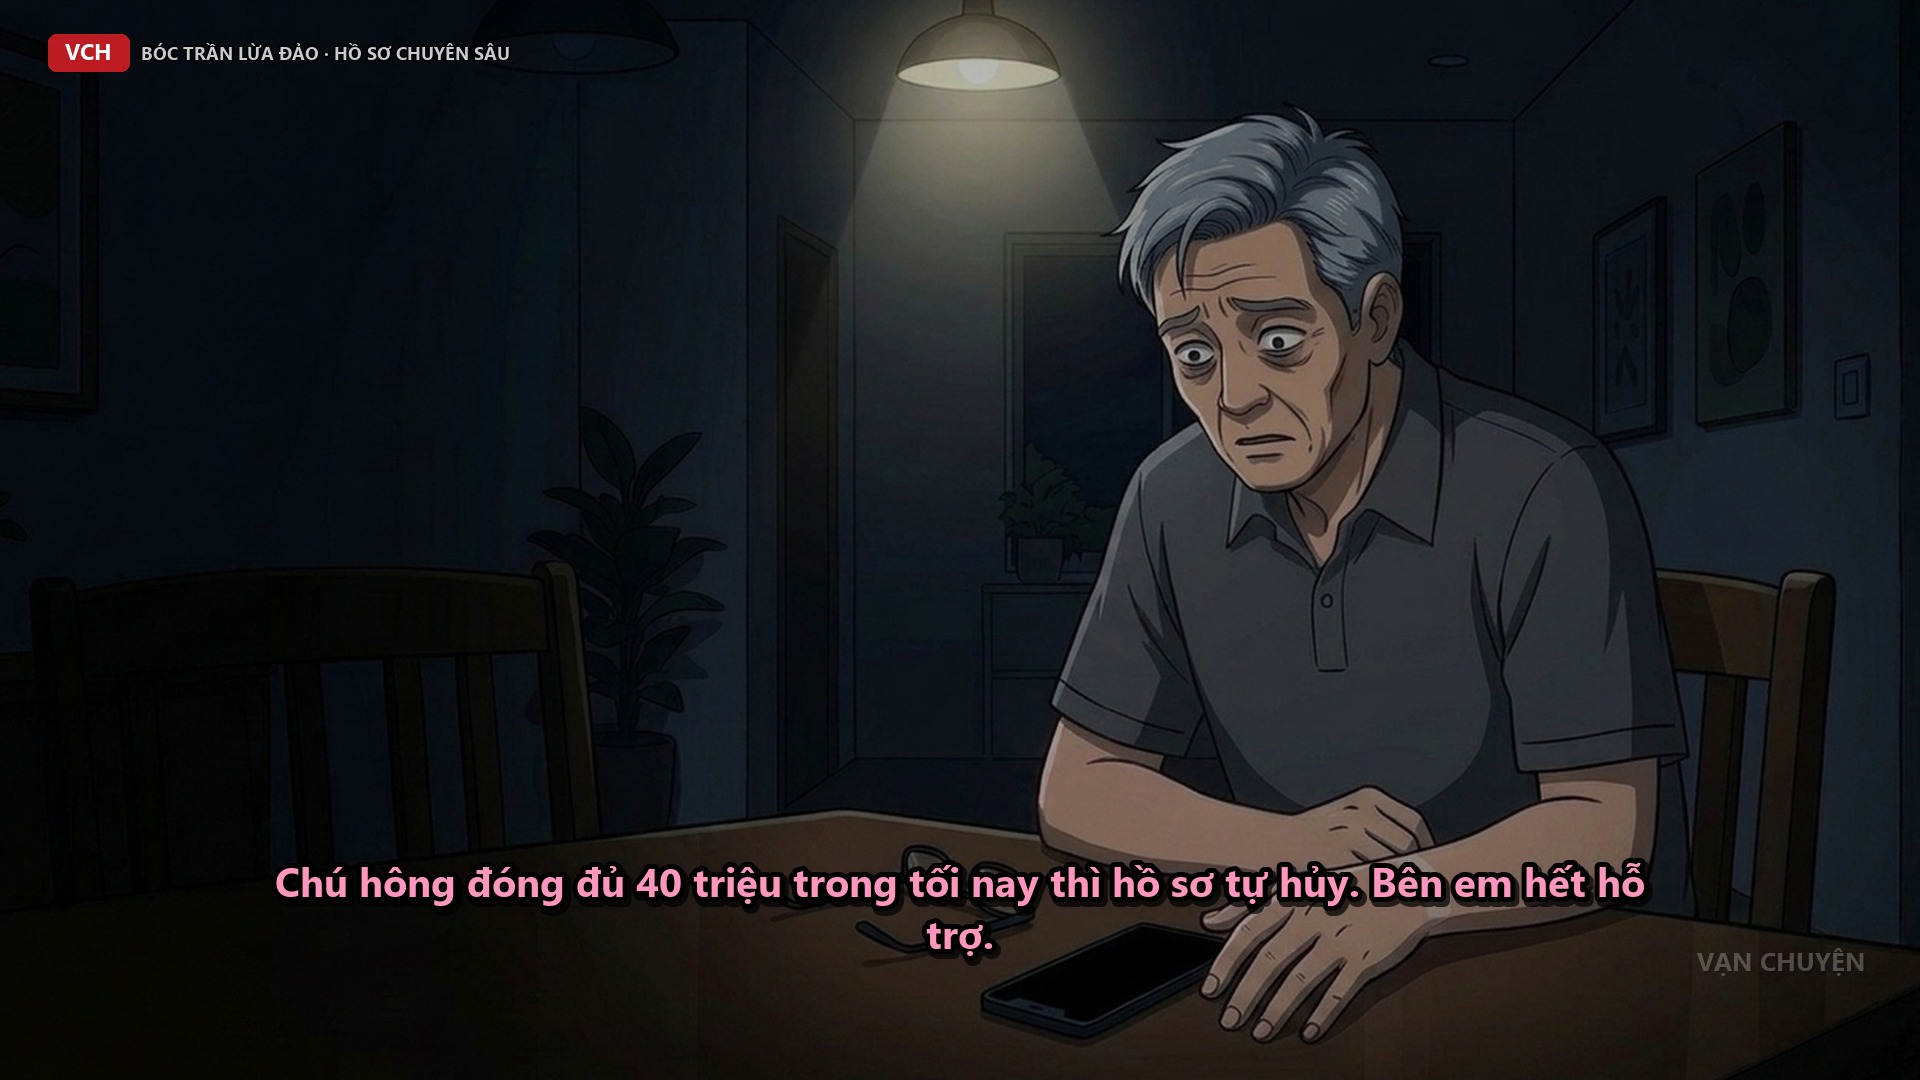 VCH BÓC TRẦN LỪA ĐẢO · HỒ SƠ CHUYÊN SÂU
Chú hông đóng đủ 40 triệu trong tối nay thì hồ sơ tự hủy. Bên em hết hỗ
trợ.
VẠN CHUYỆN